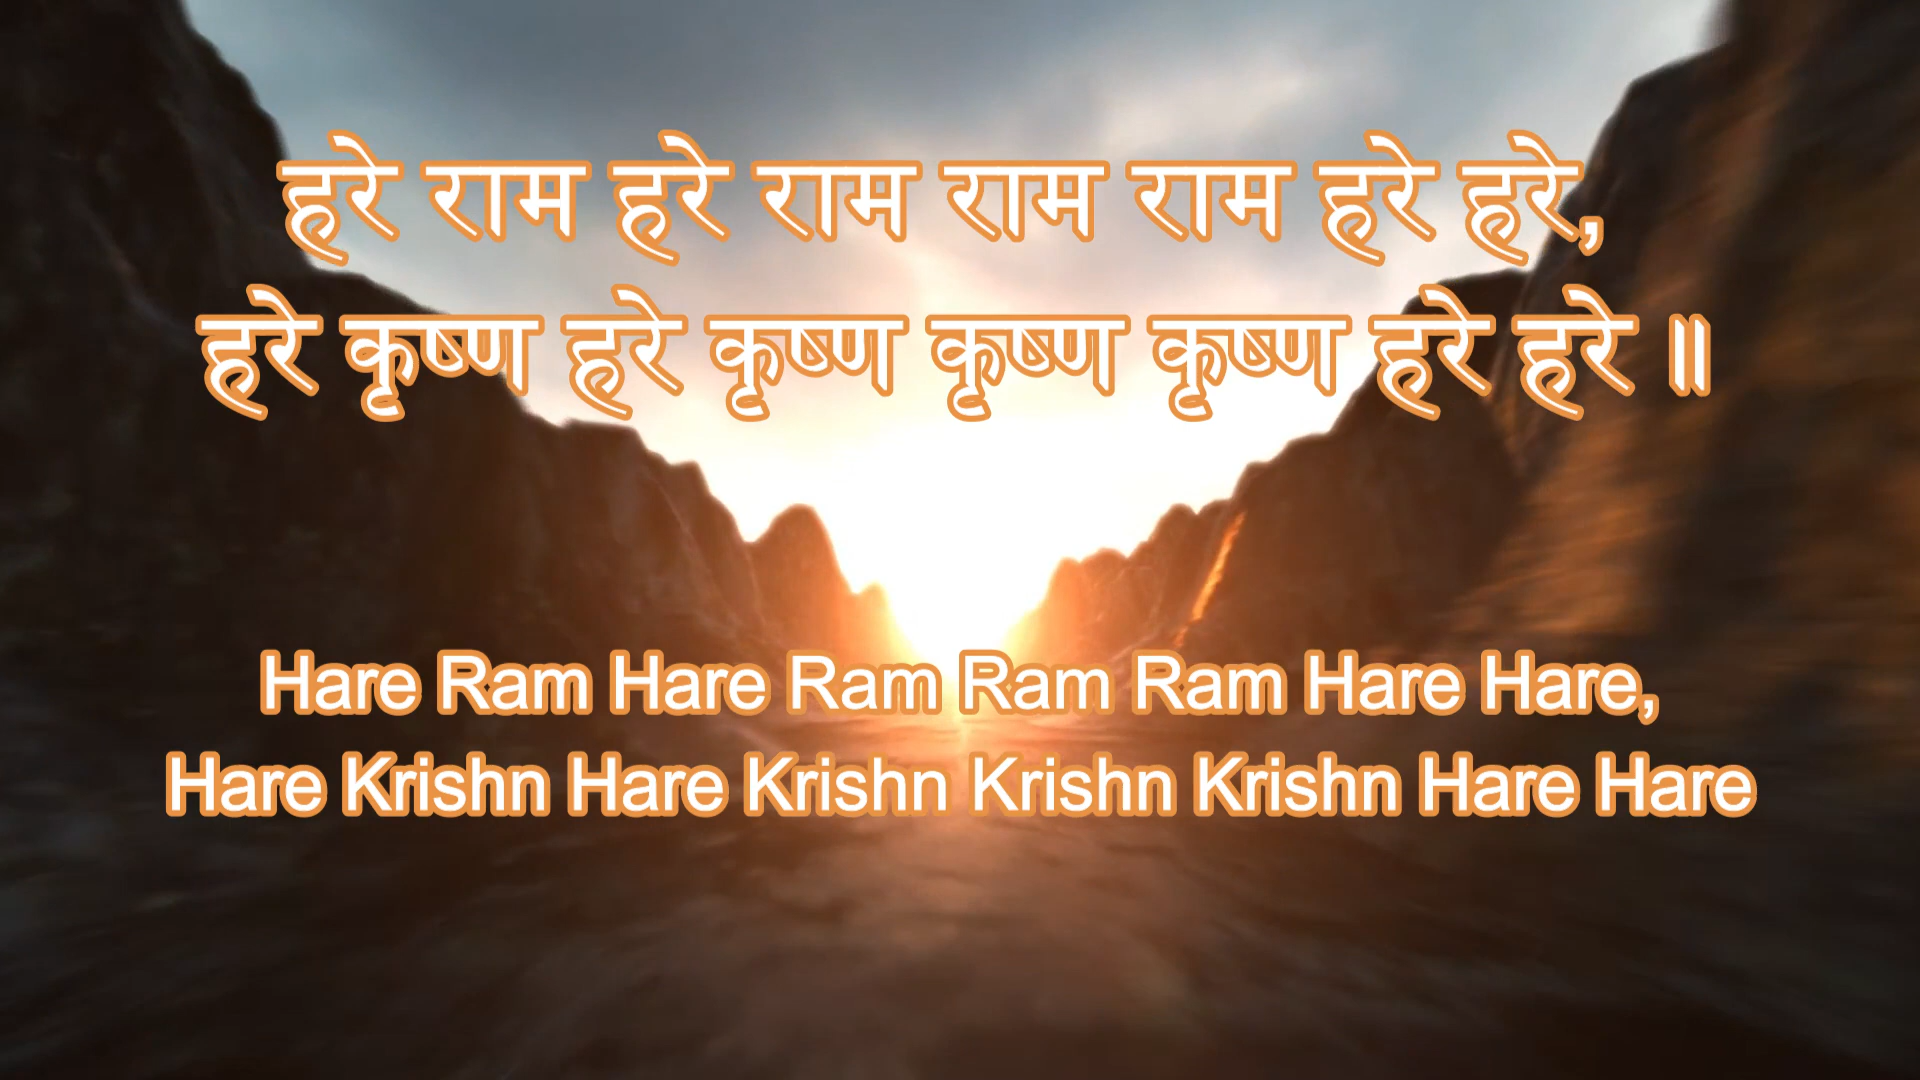 हरे राम हरे राम राम राम हरे हरे,
हरे कृष्ण हरे कृष्ण कृष्ण कृष्ण हरे हरे ॥
Hare Ram Hare Ram Ram Ram Hare Hare,
Hare Krishn Hare Krishn Krishn Krishn Hare Hare